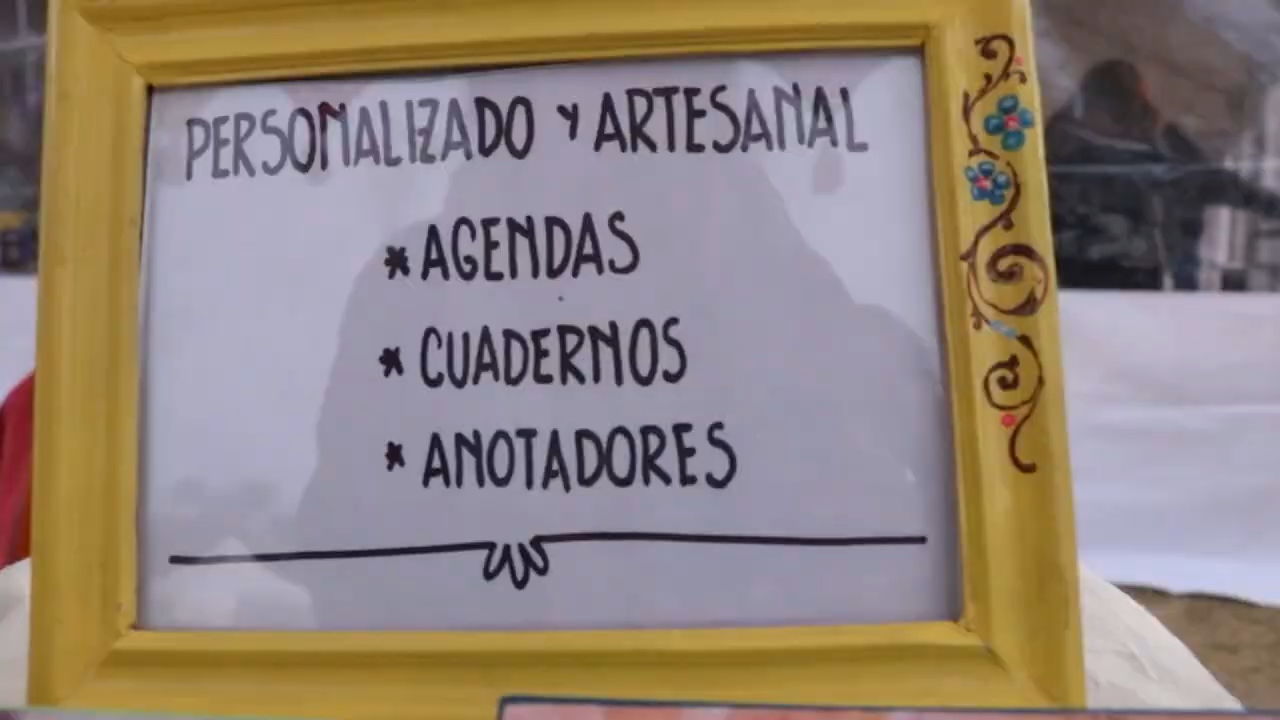 PERSONALIZADO Y ARTESANAL
* AGENDAS
* CUADERNOS
* ANOTADORES